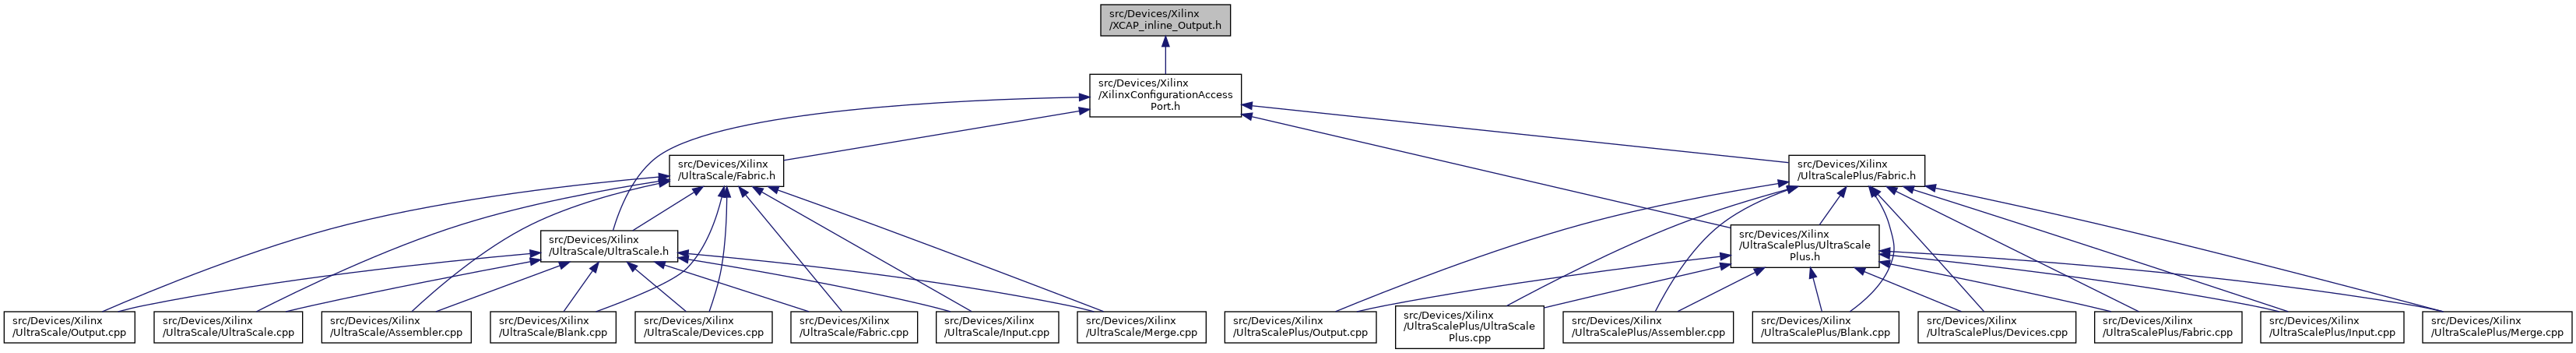 src/Devices/Xilinx
/XCAP_inline_Output.h
src/Devices/Xilinx
/XilinxConfigurationAccess
Port.h
src/Devices/Xilinx
/UltraScale/Fabric.h
src/Devices/Xilinx
/UltraScalePlus/Fabric.h
src/Devices/Xilinx
/UltraScale/UltraScale.h
src/Devices/Xilinx
/UltraScalePlus/UltraScale
Plus.h
src/Devices/Xilinx
/UltraScale/Output.cpp
src/Devices/Xilinx
/UltraScale/UltraScale.cpp
src/Devices/Xilinx
/UltraScale/Assembler.cpp
src/Devices/Xilinx
/UltraScale/Blank.cpp
src/Devices/Xilinx
/UltraScale/Devices.cpp
src/Devices/Xilinx
/UltraScale/Fabric.cpp
src/Devices/Xilinx
/UltraScale/Input.cpp
src/Devices/Xilinx
/UltraScale/Merge.cpp
src/Devices/Xilinx
/UltraScalePlus/Output.cpp
src/Devices/Xilinx
/UltraScalePlus/UltraScale
Plus.cpp
src/Devices/Xilinx
/UltraScalePlus/Assembler.cpp
src/Devices/Xilinx
/UltraScalePlus/Blank.cpp
src/Devices/Xilinx
/UltraScalePlus/Devices.cpp
src/Devices/Xilinx
/UltraScalePlus/Fabric.cpp
src/Devices/Xilinx
/UltraScalePlus/Input.cpp
src/Devices/Xilinx
/UltraScalePlus/Merge.cpp